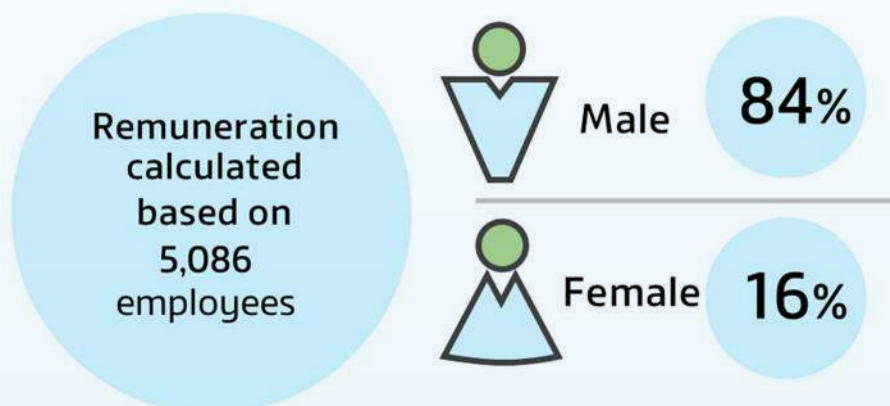 Remuneration
calculated
based on
5,086
employees
Male
84%
Female
16%